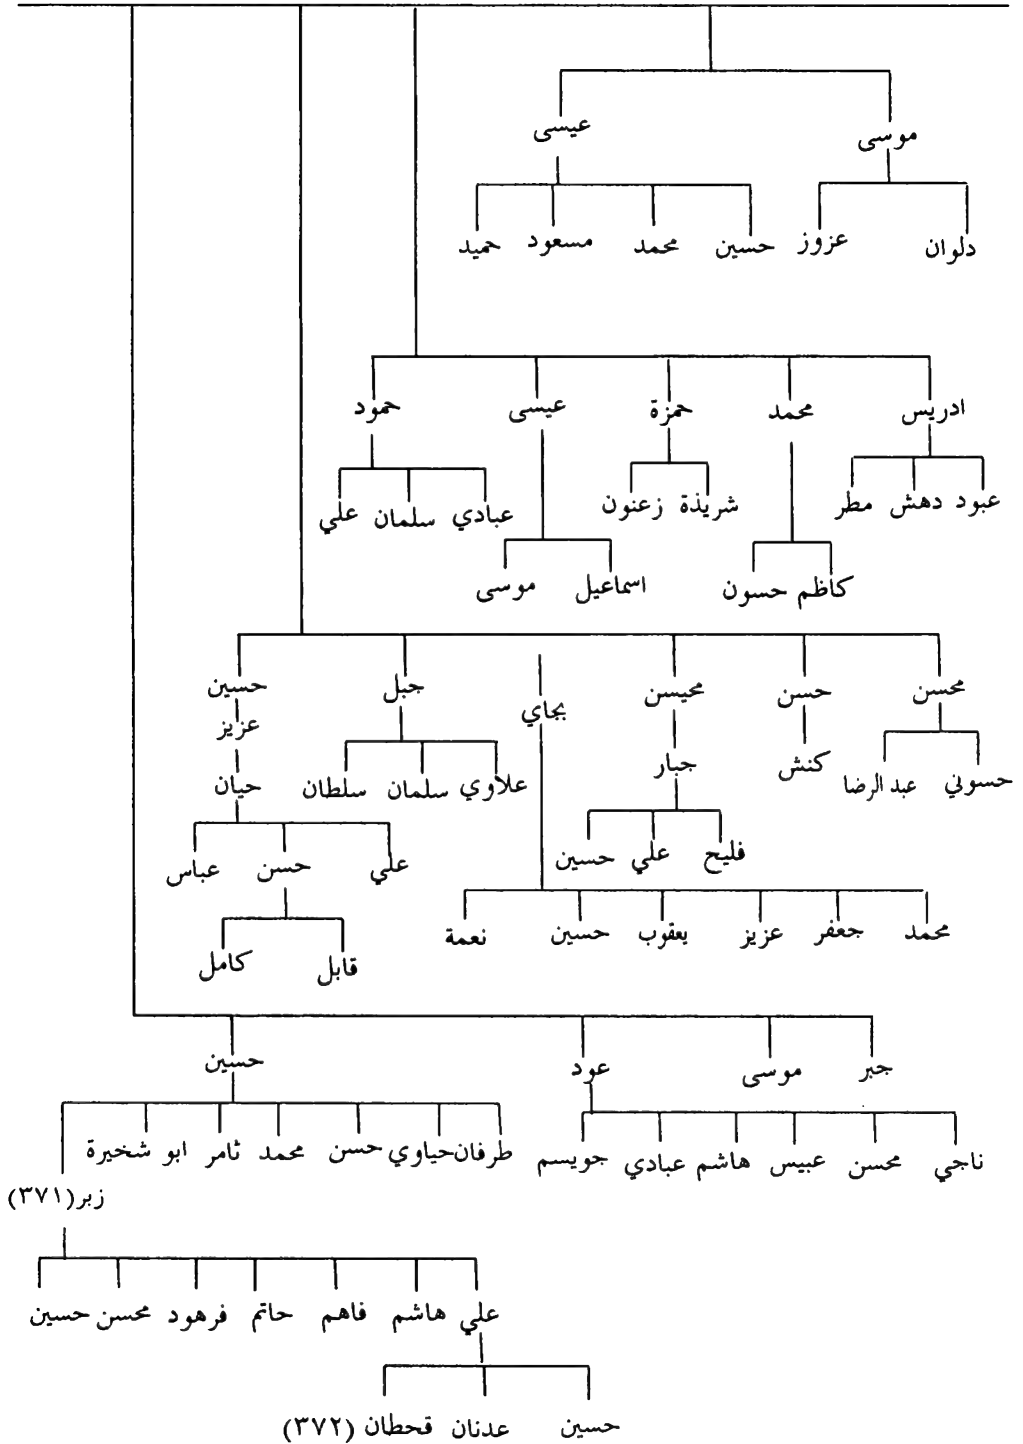 موسى عيسى
دلوان عزوز حسين محمد مسعود حميد
ادريس محمد حمزة عيسى حمود
عبود دهش مطر شريذة زعنون عبادي سلمان علي
كاظم حسون اسماعيل موسى
محسن حسن محيسن بجاي جبل حسين
عزيز
حسوني عبد الرضا كنش جبار علاوي سلمان سلطان حيان
فليح علي حسين علي حسن عباس
محمد جعفر عزيز يعقوب حسين نعمة
قابل كامل
جبر موسى عود حسين
ناجي محسن عبيس هاشم عبادي جويسم طرفان حياوي حسن محمد ثامر ابو شخيرة
زبر (٣٧١)
علي هاشم فاهم حاتم فرهود محسن حسين
حسين عدنان قحطان (٣٧٢)